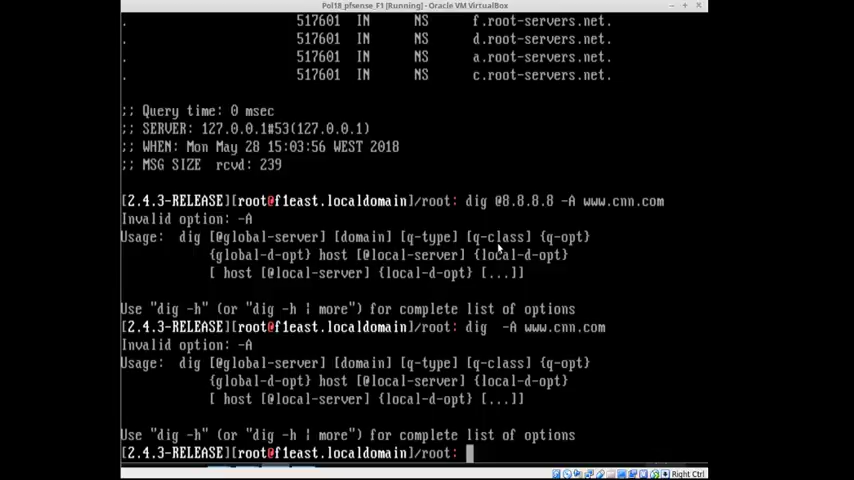 Pol18_pfsense_F1 [Running] - Oracle VM VirtualBox
. 517601 IN NS f.root-servers.net.
. 517601 IN NS d.root-servers.net.
. 517601 IN NS a.root-servers.net.
. 517601 IN NS c.root-servers.net.
;; Query time: 0 msec
;; SERVER: 127.0.0.1#53(127.0.0.1)
;; WHEN: Mon May 28 15:03:56 WEST 2018
;; MSG SIZE rcvd: 239
[2.4.3-RELEASE][root@f1east.localdomain]/root: dig @8.8.8.8 -A www.cnn.com
Invalid option: -A
Usage: dig [@global-server] [domain] [q-type] [q-class] {q-opt}
{global-d-opt} host [@local-server] {local-d-opt}
[ host [@local-server] {local-d-opt} [...]]
Use "dig -h" (or "dig -h | more") for complete list of options
[2.4.3-RELEASE][root@f1east.localdomain]/root: dig -A www.cnn.com
Invalid option: -A
Usage: dig [@global-server] [domain] [q-type] [q-class] {q-opt}
{global-d-opt} host [@local-server] {local-d-opt}
[ host [@local-server] {local-d-opt} [...]]
Use "dig -h" (or "dig -h | more") for complete list of options
[2.4.3-RELEASE][root@f1east.localdomain]/root:
Right Ctrl